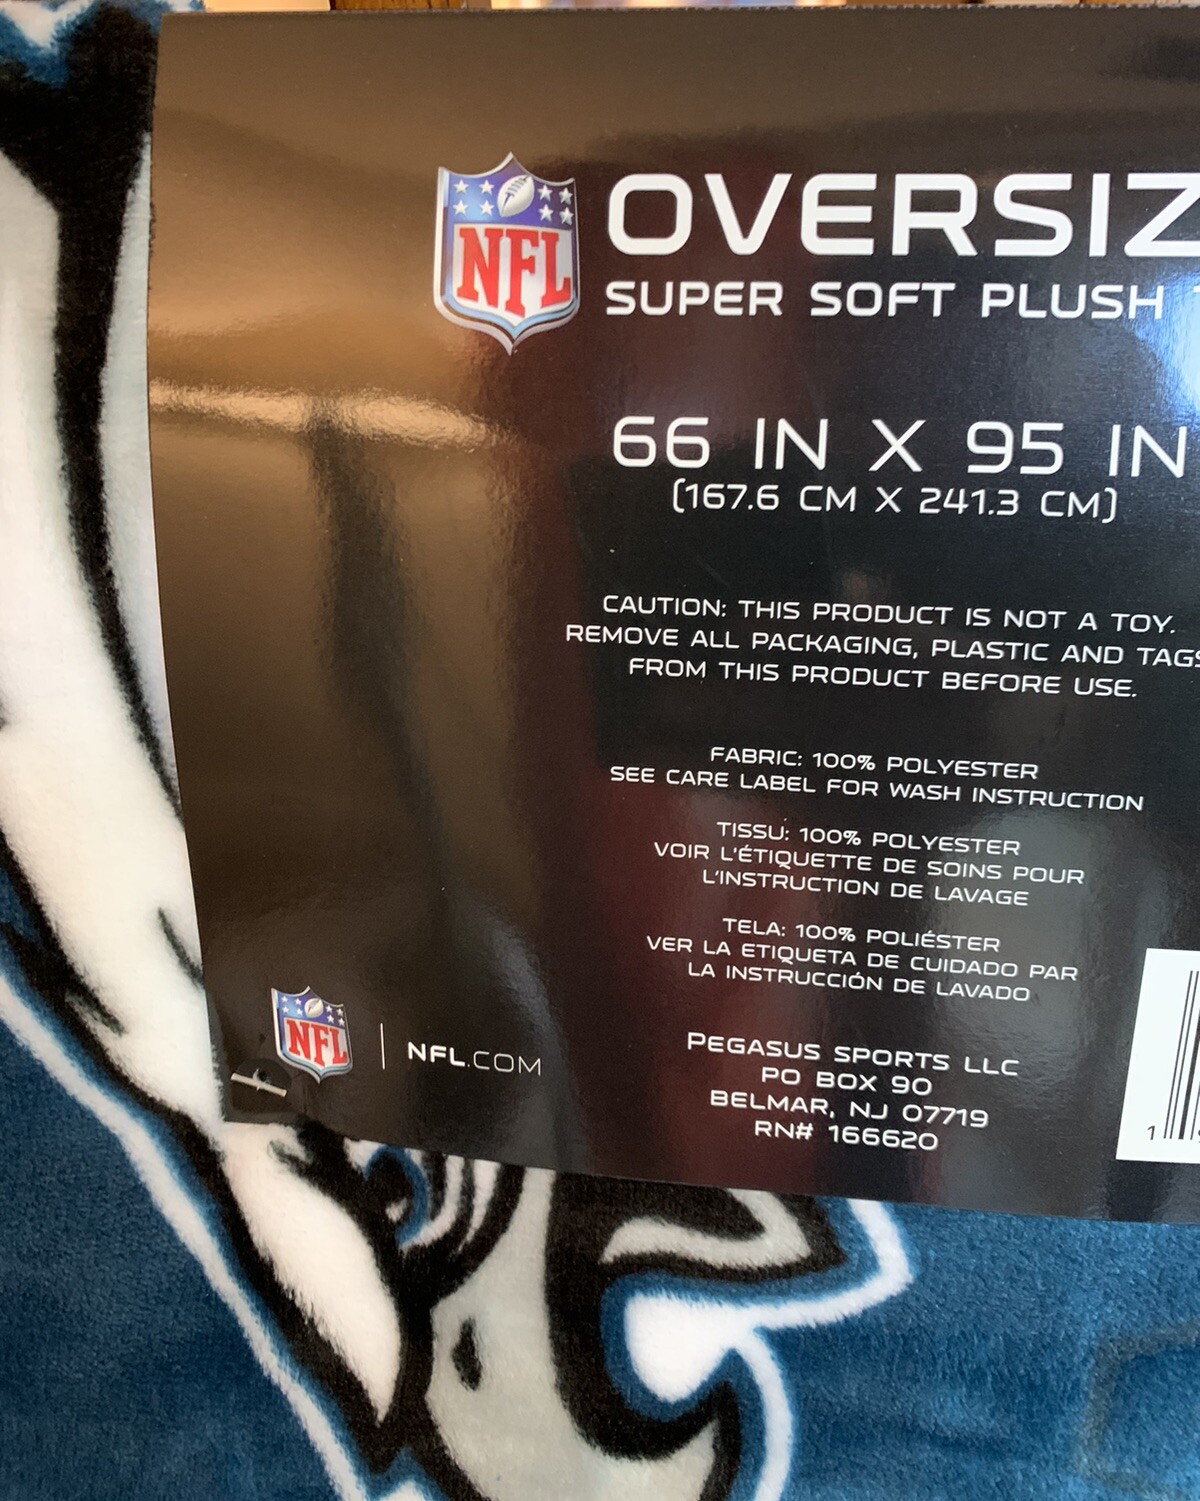 NFL
OVERSIZ
SUPER SOFT PLUSH
66 IN X 95 IN
(167.6 CM X 241.3 CM)
CAUTION: THIS PRODUCT IS NOT A TOY.
REMOVE ALL PACKAGING, PLASTIC AND TAGS
FROM THIS PRODUCT BEFORE USE.
FABRIC: 100% POLYESTER
SEE CARE LABEL FOR WASH INSTRUCTION
TISSU: 100% POLYESTER
VOIR L'ÉTIQUETTE DE SOINS POUR
L'INSTRUCTION DE LAVAGE
TELA: 100% POLIÉSTER
VER LA ETIQUETA DE CUIDADO PAR
LA INSTRUCCIÓN DE LAVADO
NFL
NFL.COM
PEGASUS SPORTS LLC
PO BOX 90
BELMAR, NJ 07719
RN# 166620
1